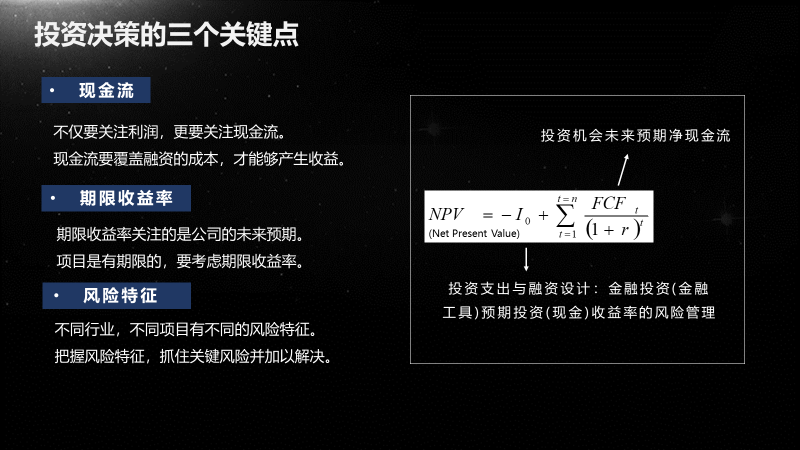 投资决策的三个关键点
• 现金流
不仅要关注利润，更要关注现金流。
现金流要覆盖融资的成本，才能够产生收益。
• 期限收益率
期限收益率关注的是公司的未来预期。
项目是有期限的，要考虑期限收益率。
• 风险特征
不同行业，不同项目有不同的风险特征。
把握风险特征，抓住关键风险并加以解决。
投资机会未来预期净现金流
NPV = − I₀ + ∑ t=1 t=n FCF t / (1 + r)^t
(Net Present Value)
投资支出与融资设计：金融投资(金融
工具)预期投资(现金)收益率的风险管理